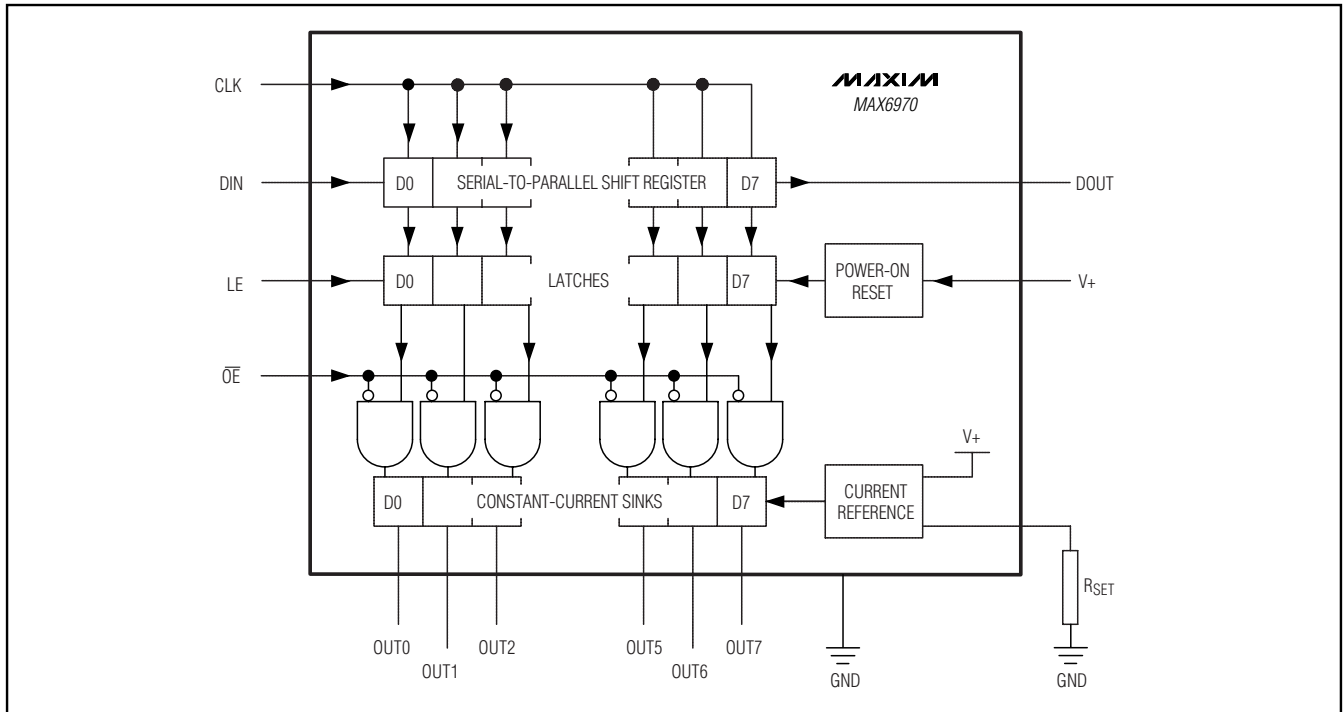 CLK
MAXIM
MAX6970
DIN
D0
SERIAL-TO-PARALLEL SHIFT REGISTER
D7
DOUT
LE
D0
LATCHES
D7
POWER-ON
RESET
V+
OE
V+
D0
CONSTANT-CURRENT SINKS
D7
CURRENT
REFERENCE
RSET
OUT0
OUT1
OUT2
OUT5
OUT6
OUT7
GND
GND